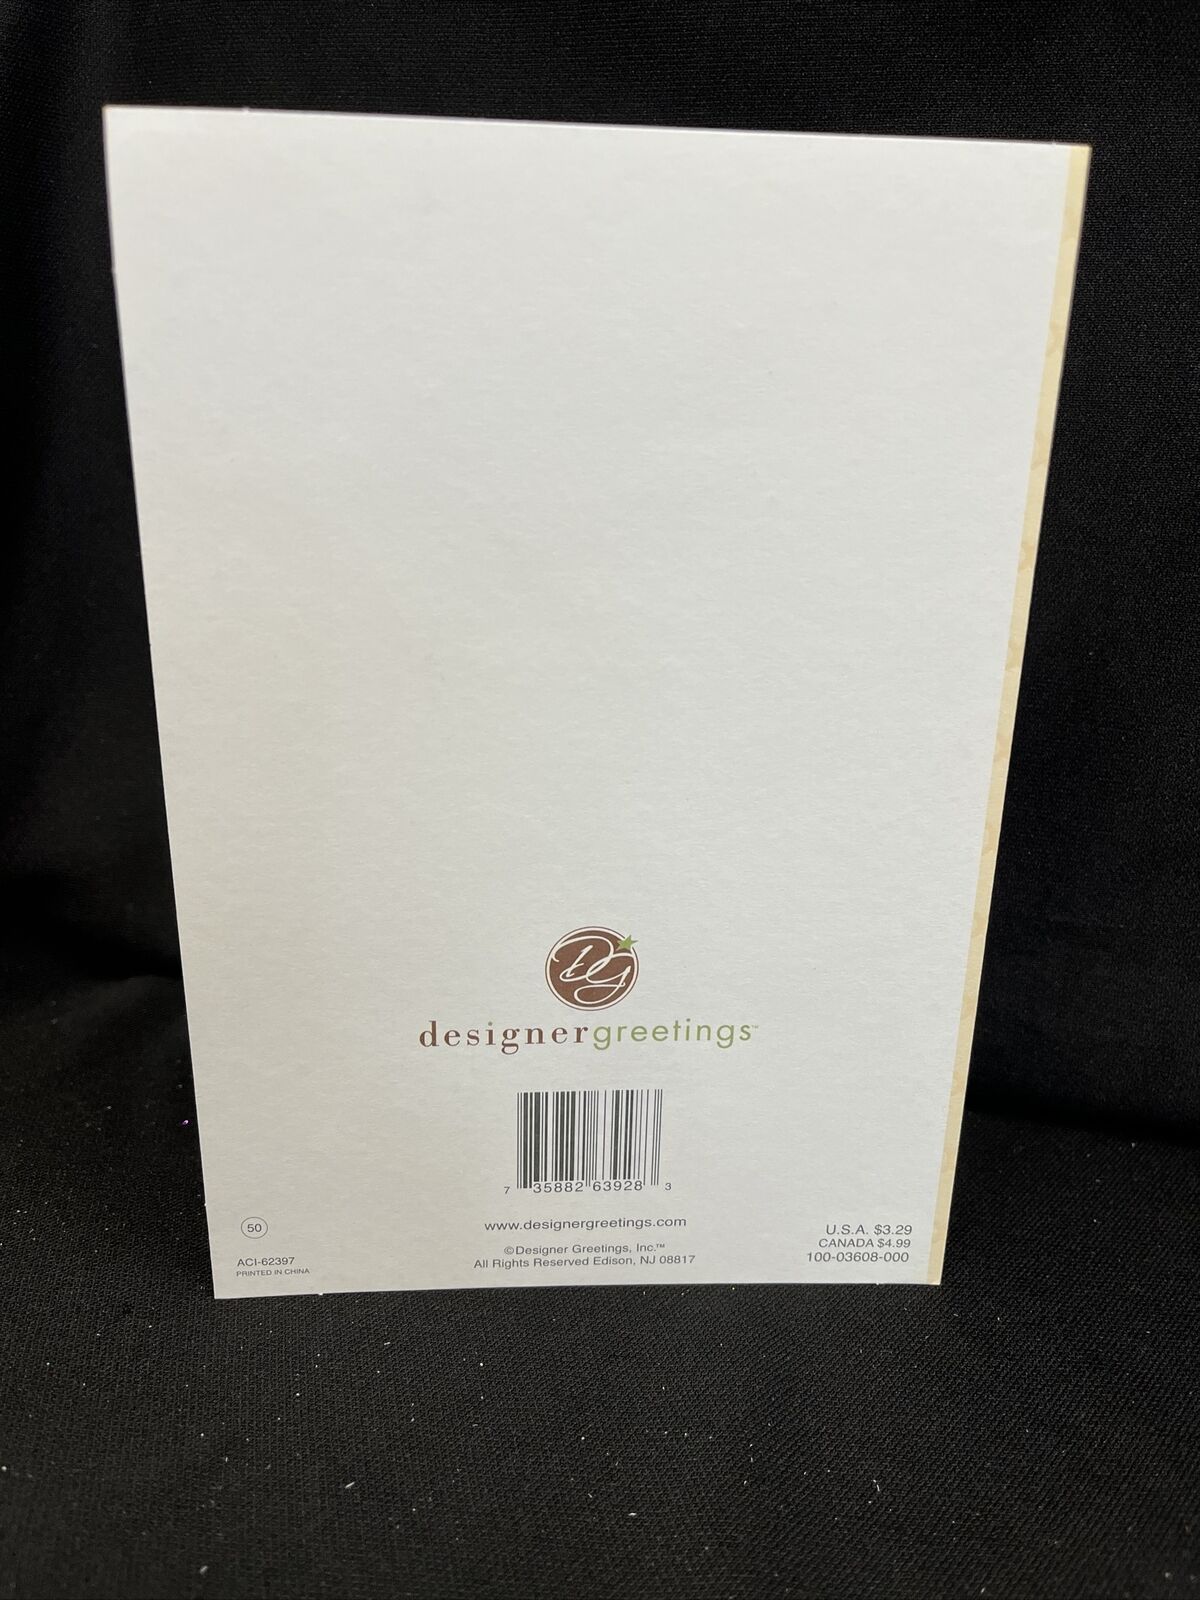 DG
designergreetings™
7 35882 63928 3
50
www.designergreetings.com
U.S.A. $3.29
CANADA $4.99
ACI-62397
©Designer Greetings, Inc.™
100-03608-000
PRINTED IN CHINA
All Rights Reserved Edison, NJ 08817